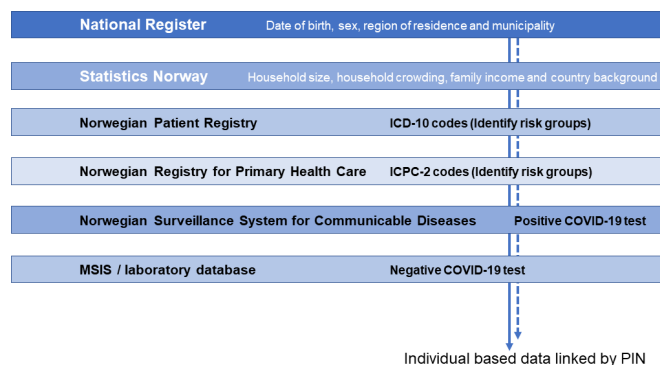 National Register Date of birth, sex, region of residence and municipality
Statistics Norway Household size, household crowding, family income and country background
Norwegian Patient Registry ICD-10 codes (Identify risk groups)
Norwegian Registry for Primary Health Care ICPC-2 codes (Identify risk groups)
Norwegian Surveillance System for Communicable Diseases Positive COVID-19 test
MSIS / laboratory database Negative COVID-19 test
Individual based data linked by PIN